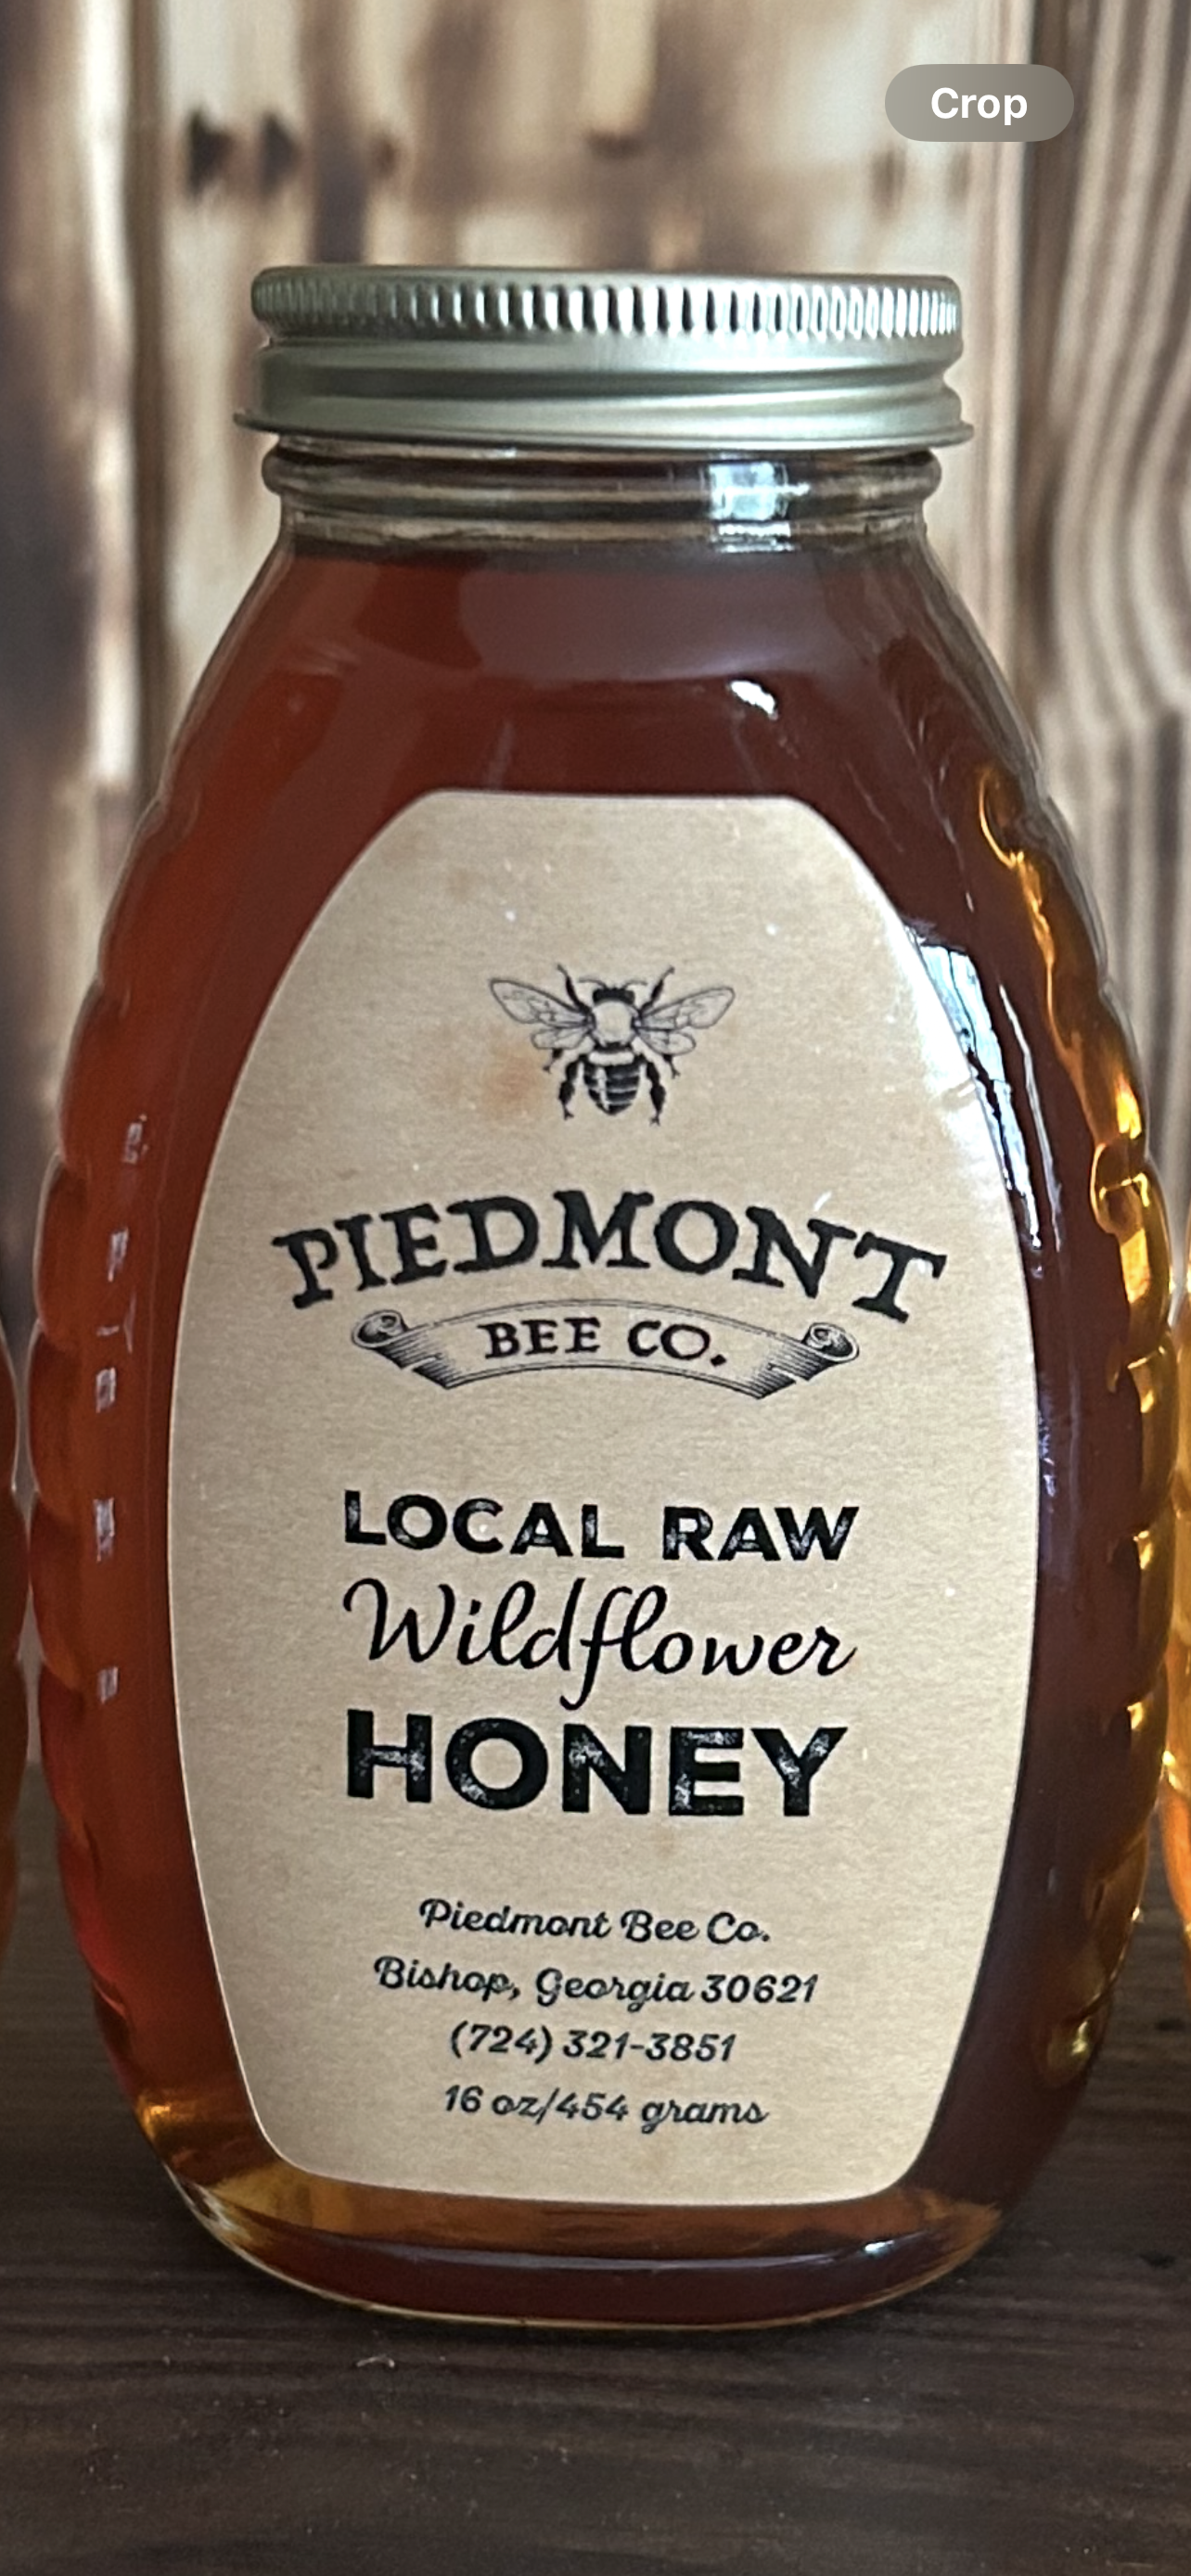 Crop
PIEDMONT
BEE CO.
LOCAL RAW
Wildflower
HONEY
Piedmont Bee Co.
Bishop, Georgia 30621
(724) 321-3851
16 oz/454 grams